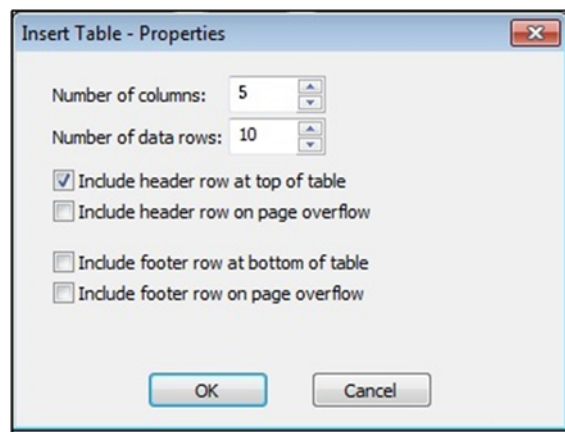 Insert Table - Properties
Number of columns: 5
Number of data rows: 10
Include header row at top of table
Include header row on page overflow
Include footer row at bottom of table
Include footer row on page overflow
OK Cancel